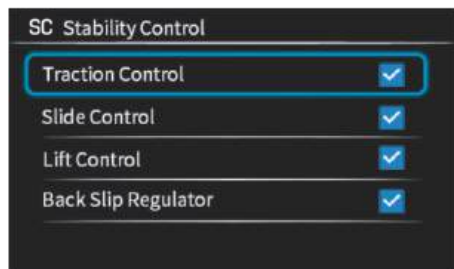 SC Stability Control
Traction Control
Slide Control
Lift Control
Back Slip Regulator